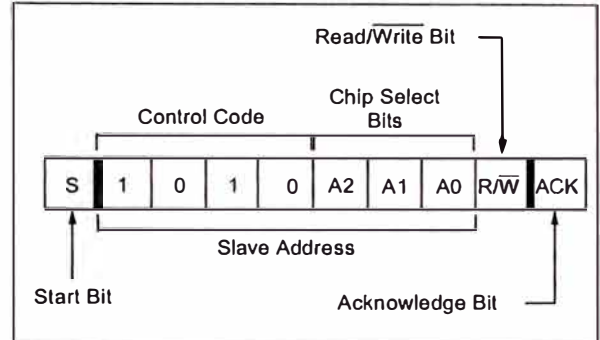 Read/Write Bit
Control Code
Chip Select
Bits
S 1 0 1 0 A2 A1 A0 R/W̅ ACK
Slave Address
Start Bit
Acknowledge Bit